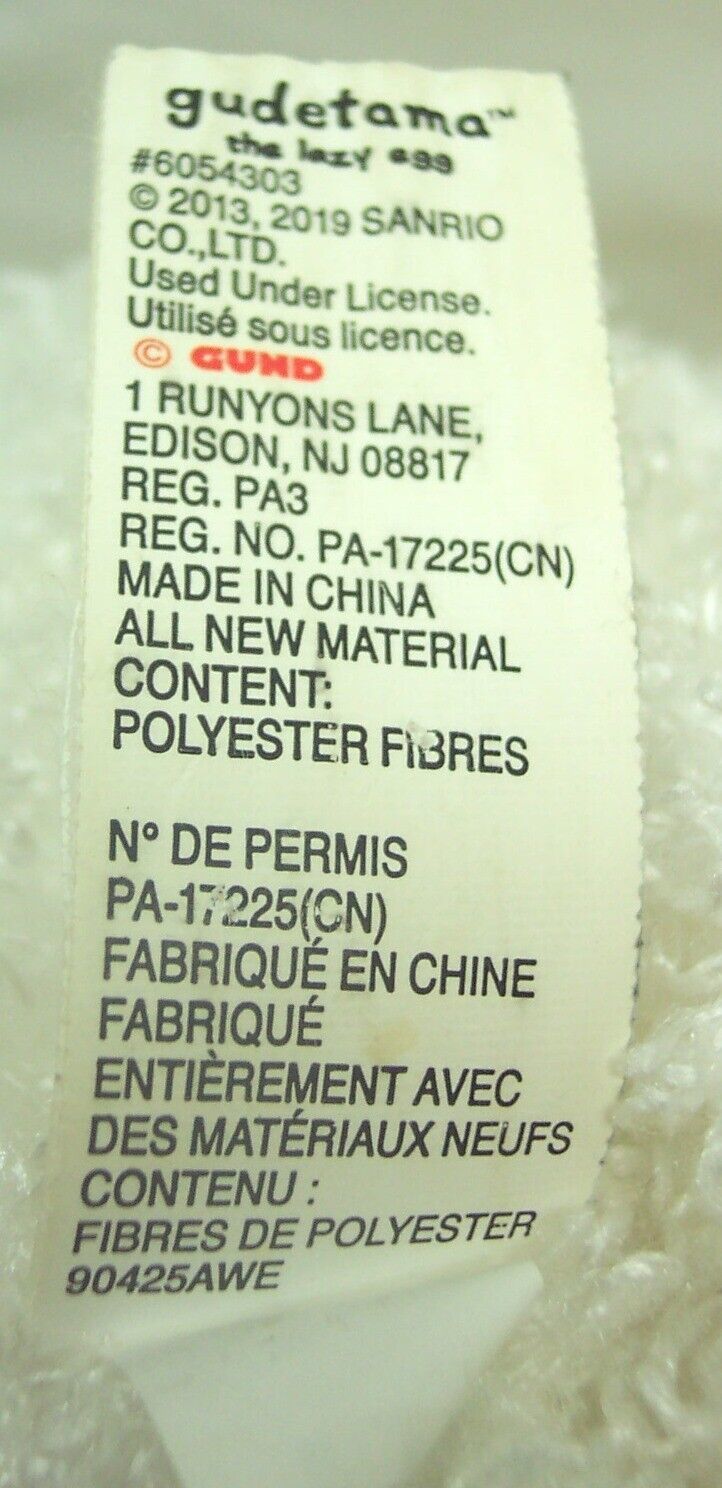 gudetama™
the lazy egg
#6054303
© 2013, 2019 SANRIO
CO.,LTD.
Used Under License.
Utilisé sous licence.
© GUND
1 RUNYONS LANE,
EDISON, NJ 08817
REG. PA3
REG. NO. PA-17225(CN)
MADE IN CHINA
ALL NEW MATERIAL
CONTENT:
POLYESTER FIBRES
N° DE PERMIS
PA-17225(CN)
FABRIQUÉ EN CHINE
FABRIQUÉ
ENTIÈREMENT AVEC
DES MATÉRIAUX NEUFS
CONTENU :
FIBRES DE POLYESTER
90425AWE